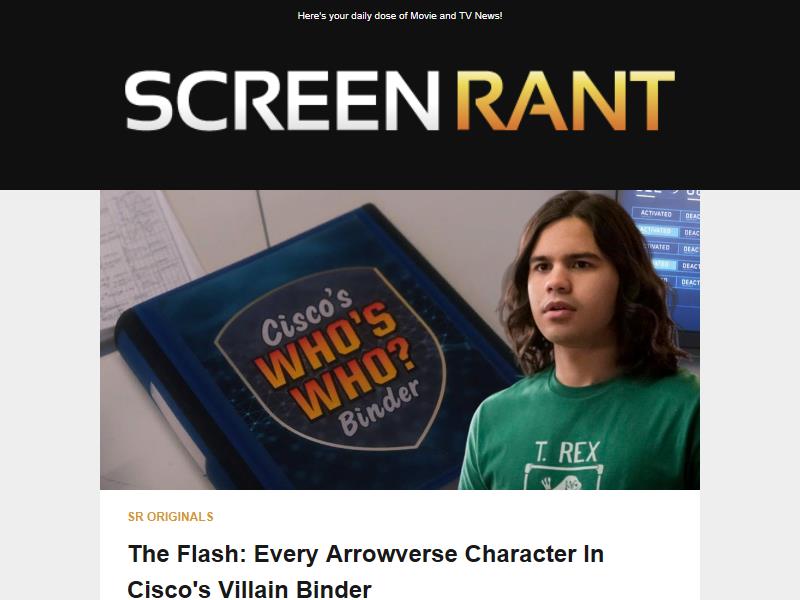 Here's your daily dose of Movie and TV News!
SCREEN RANT
ACTIVATED
Cisco's
WHO'S
WHO?
Binder
T. REX
SR ORIGINALS
The Flash: Every Arrowverse Character In
Cisco's Villain Binder